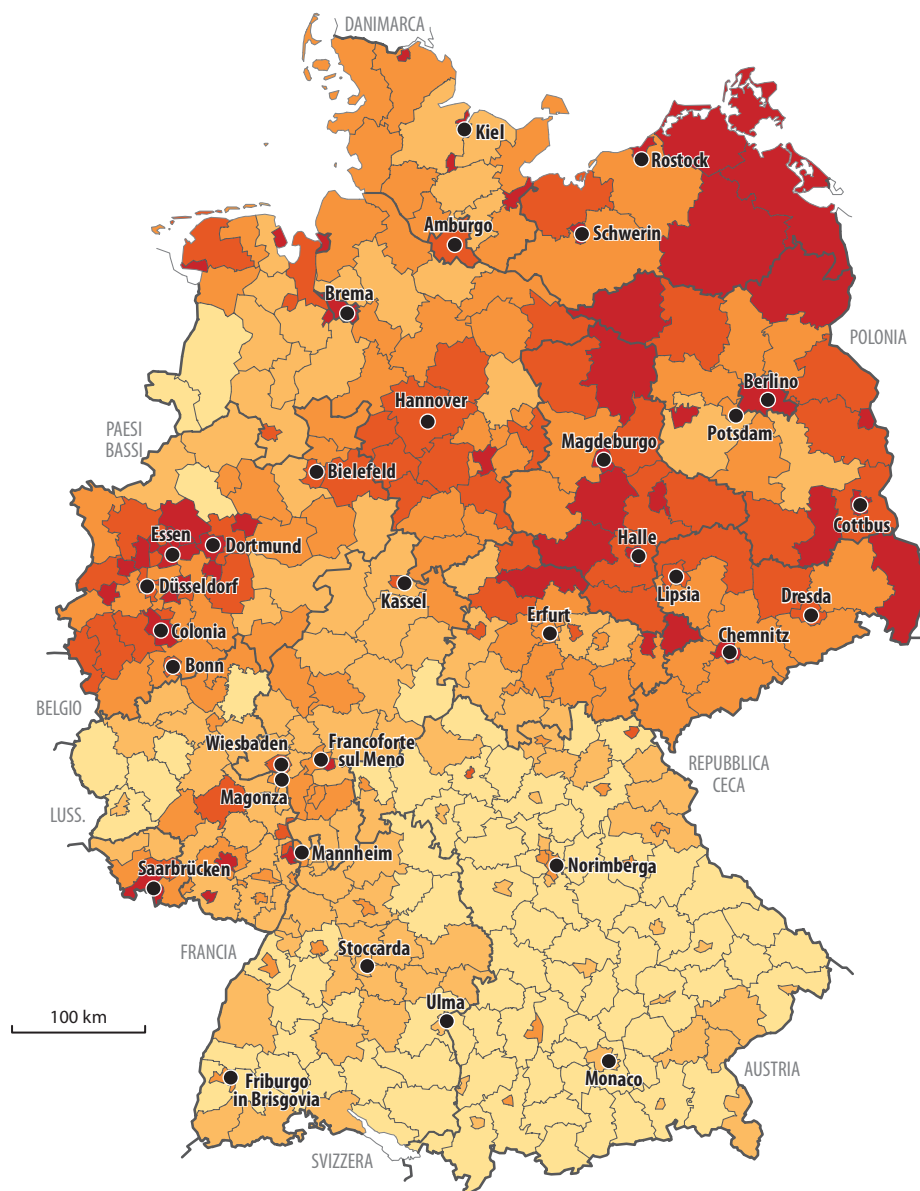 DANIMARCA
Kiel
Rostock
Amburgo
Schwerin
Brema
POLONIA
Berlino
Hannover
PAESI
BASSI
Potsdam
Magdeburgo
Bielefeld
Cottbus
Essen
Dortmund
Halle
Düsseldorf
Kassel
Lipsia
Dresda
Erfurt
Colonia
Chemnitz
Bonn
BELGIO
Wiesbaden
Francoforte
sul Meno
REPUBBLICA
CECA
Magonza
LUSS.
Mannheim
Saarbrücken
Norimberga
FRANCIA
Stoccarda
Ulma
100 km
Monaco
AUSTRIA
Friburgo
in Brisgovia
SVIZZERA